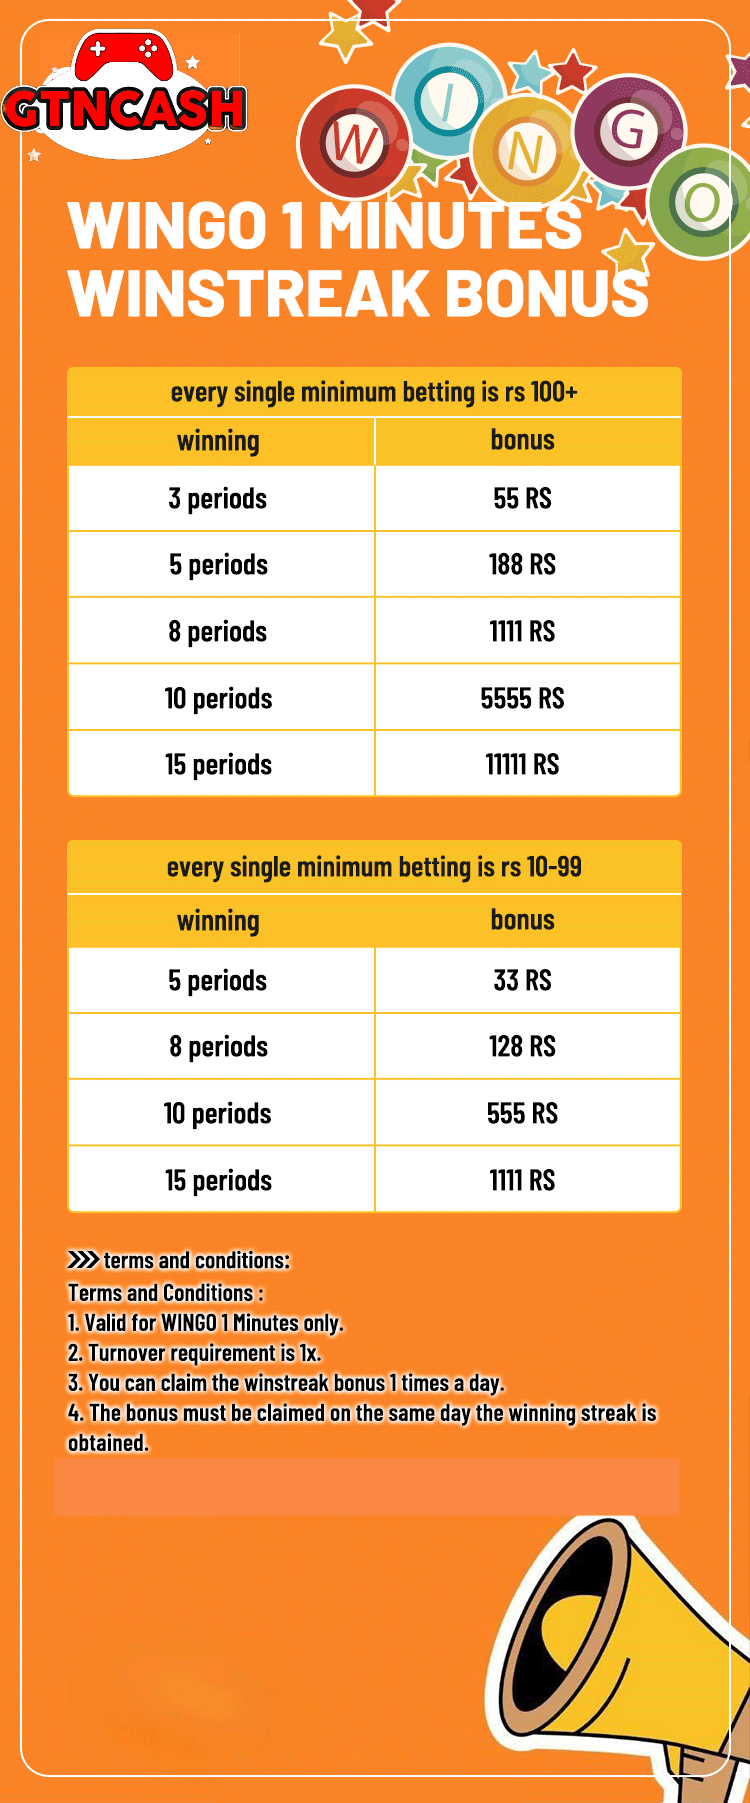 GTNCASH
W I N G O
WINGO 1 MINUTES
WINSTREAK BONUS
every single minimum betting is rs 100+
winning bonus
3 periods 55 RS
5 periods 188 RS
8 periods 1111 RS
10 periods 5555 RS
15 periods 11111 RS
every single minimum betting is rs 10-99
winning bonus
5 periods 33 RS
8 periods 128 RS
10 periods 555 RS
15 periods 1111 RS
terms and conditions:
Terms and Conditions :
1. Valid for WINGO 1 Minutes only.
2. Turnover requirement is 1x.
3. You can claim the winstreak bonus 1 times a day.
4. The bonus must be claimed on the same day the winning streak is
obtained.